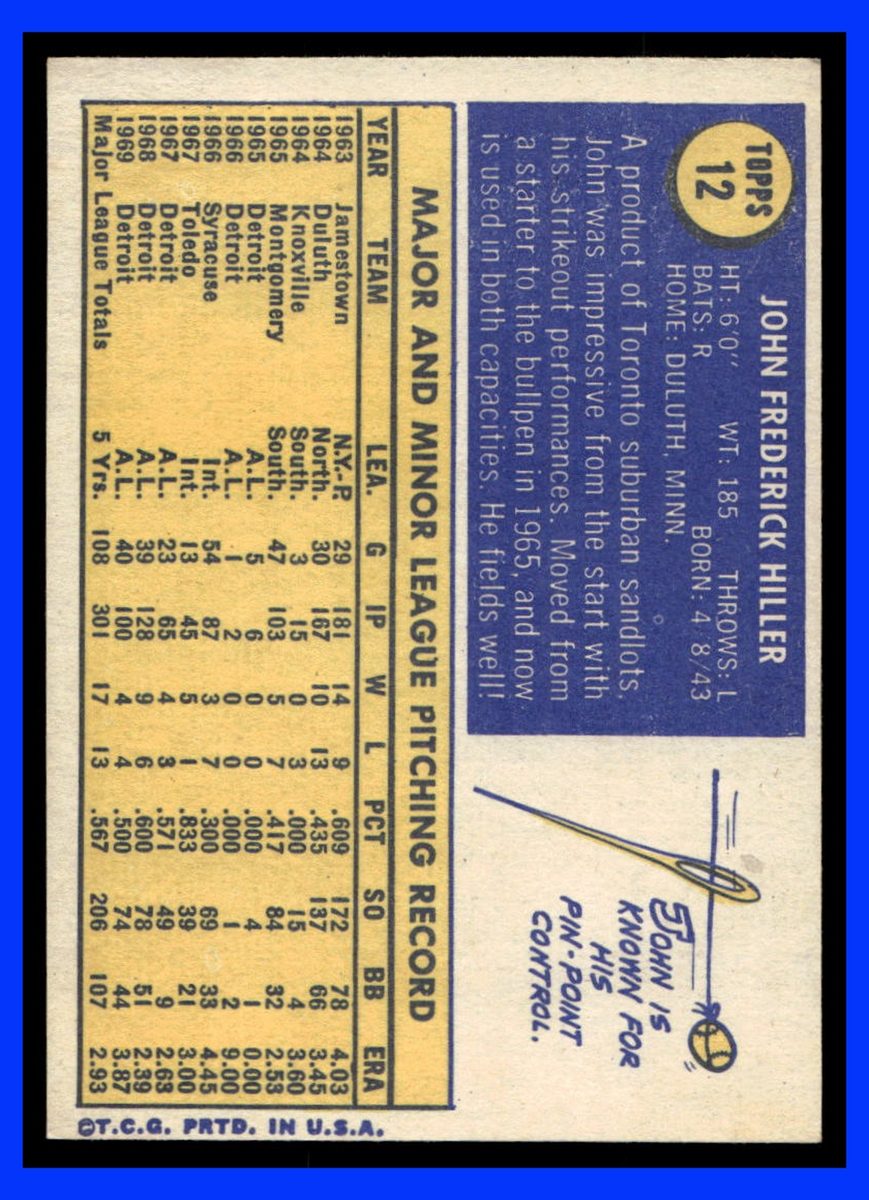 TOPPS
12
JOHN FREDERICK HILLER
HT: 6'0" WT: 185 THROWS: L
BATS: R BORN: 4/8/43
HOME: DULUTH, MINN.
A product of Toronto suburban sandlots,
John was impressive from the start with
his strikeout performances. Moved from
a starter to the bullpen in 1965, and now
is used in both capacities. He fields well!
JOHN IS
KNOWN FOR
HIS
PIN-POINT
CONTROL.
MAJOR AND MINOR LEAGUE PITCHING RECORD
YEAR TEAM LEA. G IP W L PCT SO BB ERA
1963 Jamestown N.Y.-P. 29 181 14 9 .609 172 78 4.03
1964 Duluth North. 30 167 10 13 .435 137 66 3.45
1964 Knoxville South. 3 15 0 3 .000 15 4 3.60
1965 Montgomery South. 47 103 5 7 .417 84 32 2.53
1965 Detroit A.L. 5 6 0 0 .000 4 1 0.00
1966 Detroit A.L. 1 2 0 0 .000 1 2 9.00
1966 Syracuse Int. 54 87 3 7 .300 69 33 4.45
1967 Toledo Int. 13 45 5 1 .833 39 21 3.00
1967 Detroit A.L. 23 65 4 3 .571 49 9 2.63
1968 Detroit A.L. 39 128 9 6 .600 78 51 2.39
1969 Detroit A.L. 40 100 4 4 .500 74 44 3.87
Major League Totals 5 Yrs. 108 301 17 13 .567 206 107 2.93
©T.C.G. PRTD. IN U.S.A.